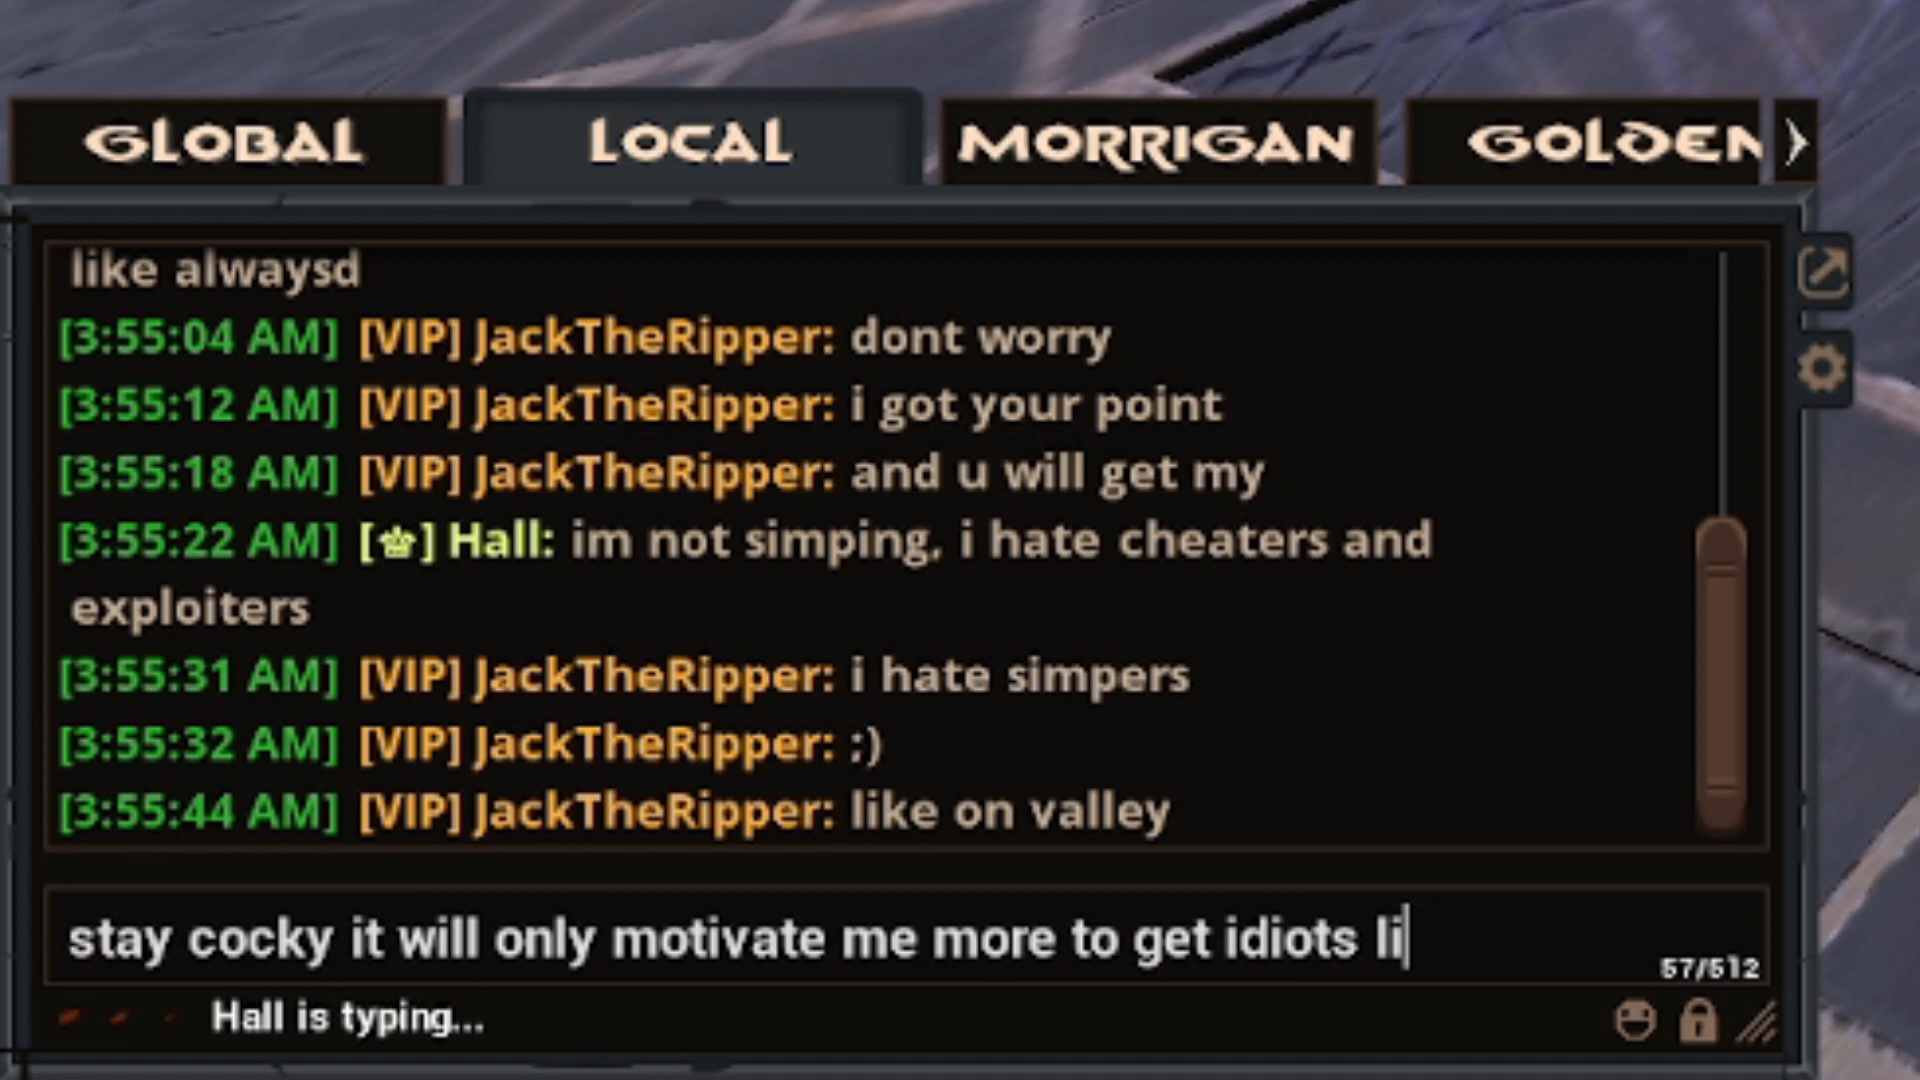 GLOBAL LOCAL MORRIGAN GOLDEN
like alwaysd
[3:55:04 AM] [VIP] JackTheRipper: dont worry
[3:55:12 AM] [VIP] JackTheRipper: i got your point
[3:55:18 AM] [VIP] JackTheRipper: and u will get my
[3:55:22 AM] [♚] Hall: im not simping, i hate cheaters and
exploiters
[3:55:31 AM] [VIP] JackTheRipper: i hate simpers
[3:55:32 AM] [VIP] JackTheRipper: ;)
[3:55:44 AM] [VIP] JackTheRipper: like on valley
stay cocky it will only motivate me more to get idiots li
57/512
Hall is typing...